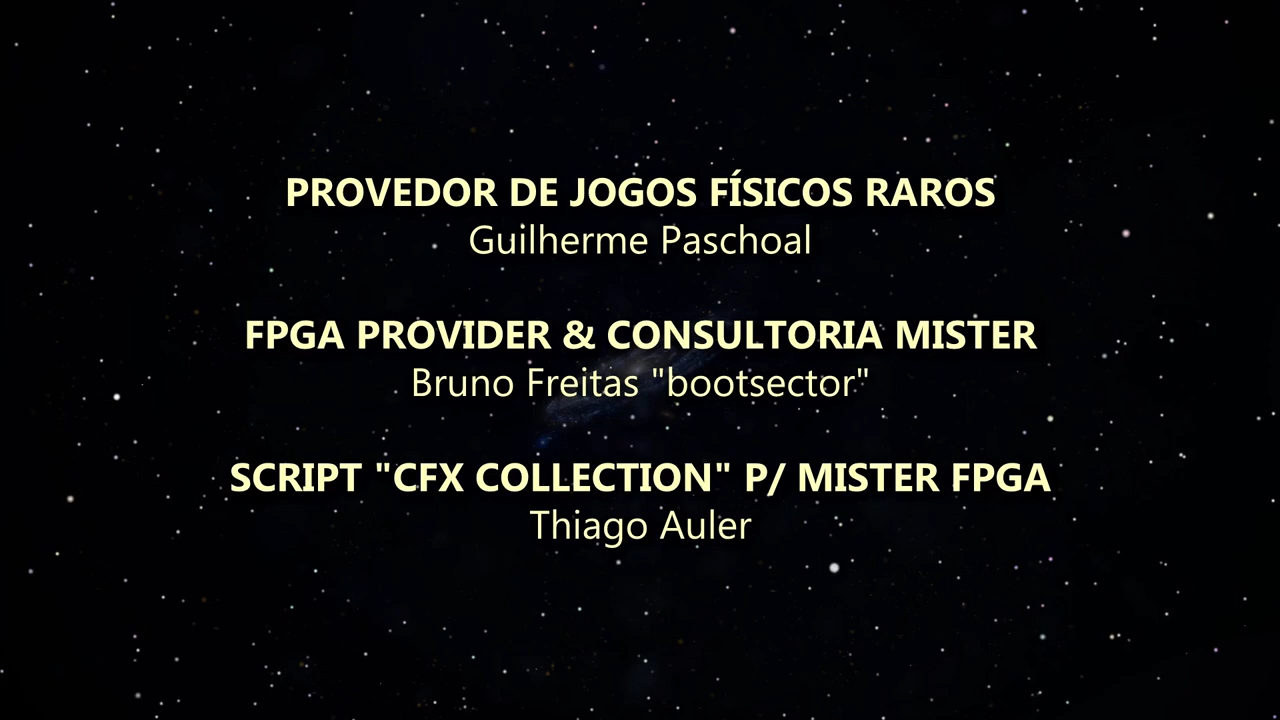 PROVEDOR DE JOGOS FÍSICOS RAROS
Guilherme Paschoal
FPGA PROVIDER & CONSULTORIA MISTER
Bruno Freitas "bootsector"
SCRIPT "CFX COLLECTION" P/ MISTER FPGA
Thiago Auler